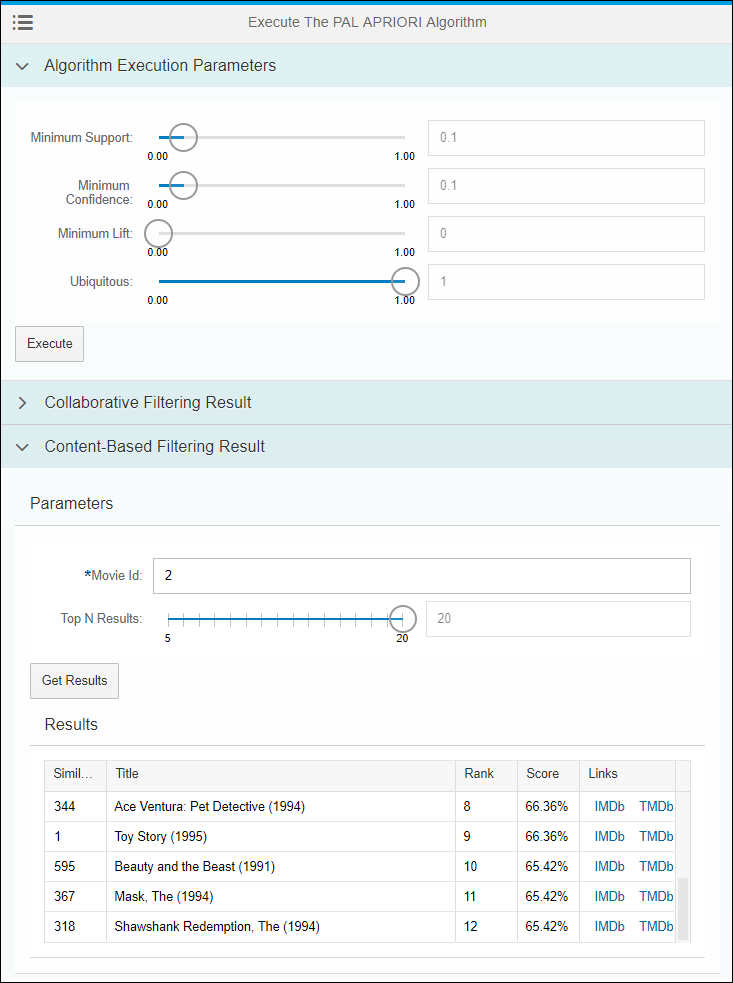 Execute The PAL APRIORI Algorithm
Algorithm Execution Parameters
Minimum Support: 0.1
0.00 1.00
Minimum
Confidence: 0.1
0.00 1.00
Minimum Lift: 0
0.00 1.00
Ubiquitous: 1
0.00 1.00
Execute
Collaborative Filtering Result
Content-Based Filtering Result
Parameters
*Movie Id: 2
Top N Results: 20
5 20
Get Results
Results
Simil... Title Rank Score Links
344 Ace Ventura: Pet Detective (1994) 8 66.36% IMDb TMDb
1 Toy Story (1995) 9 66.36% IMDb TMDb
595 Beauty and the Beast (1991) 10 65.42% IMDb TMDb
367 Mask, The (1994) 11 65.42% IMDb TMDb
318 Shawshank Redemption, The (1994) 12 65.42% IMDb TMDb